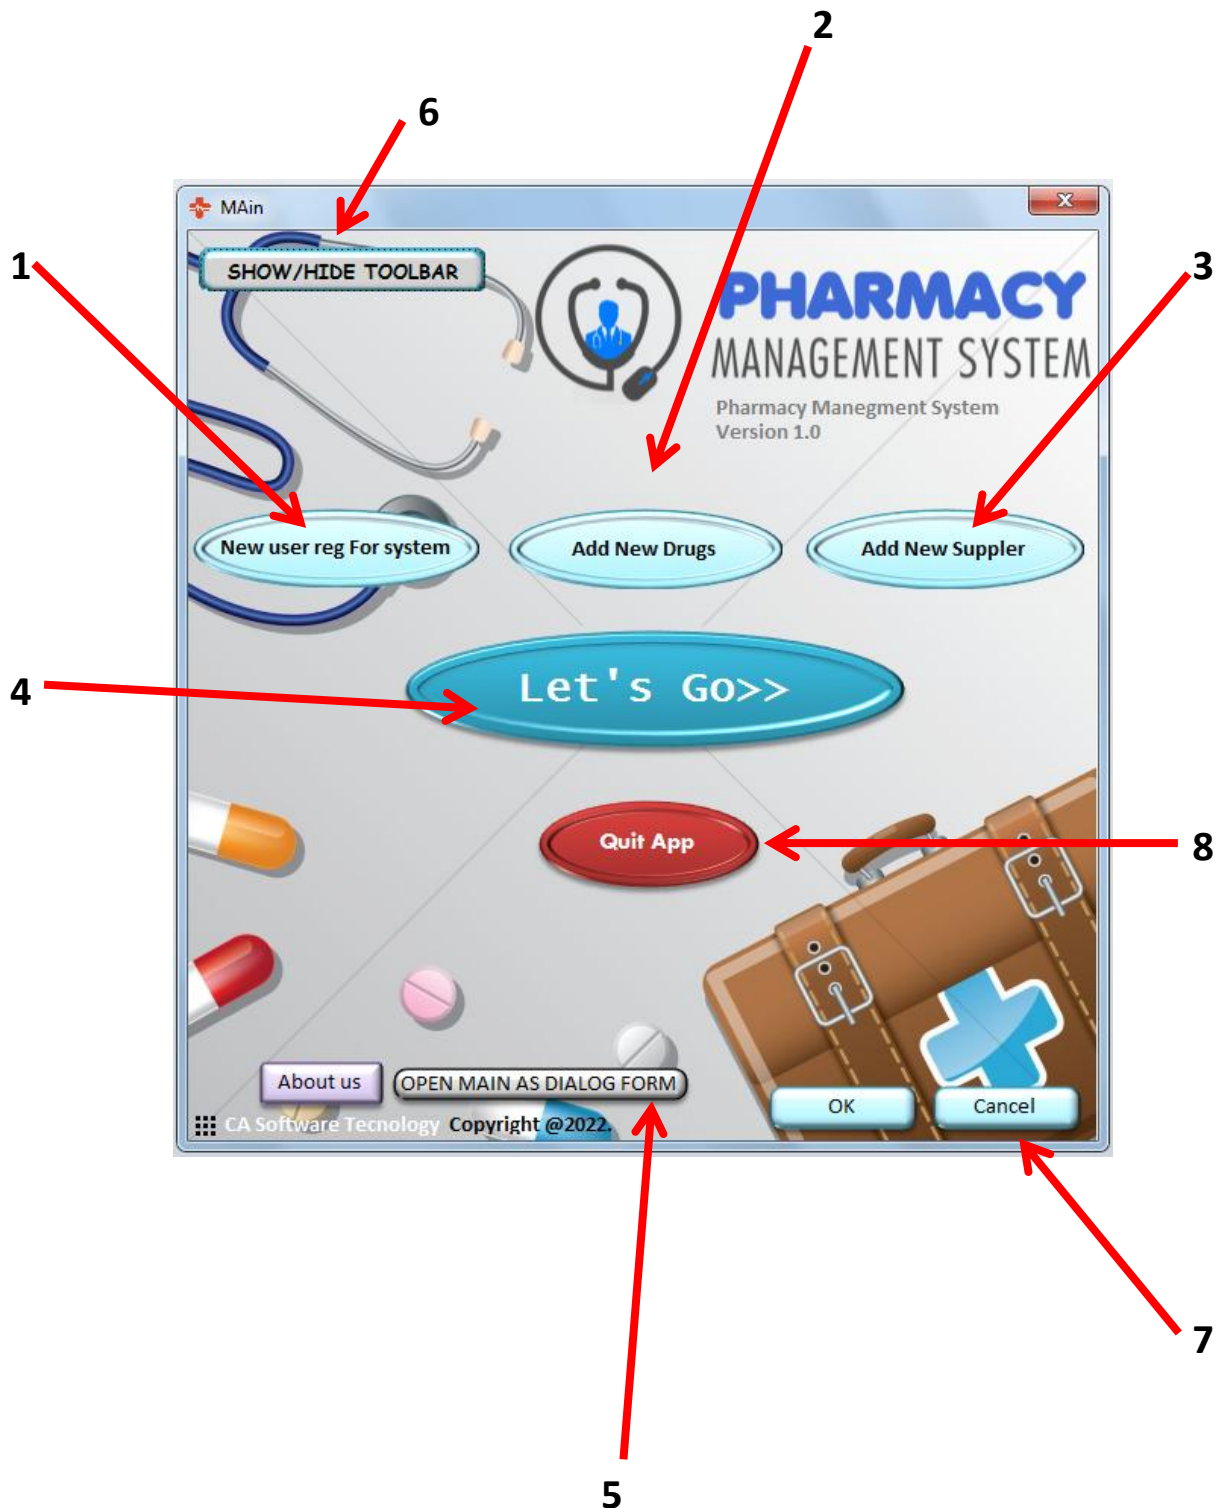 2
6
MAin
1
SHOW/HIDE TOOLBAR
3
PHARMACY
MANAGEMENT SYSTEM
Pharmacy Manegment System
Version 1.0
New user reg For system
Add New Drugs
Add New Suppler
4
Let's Go>>
Quit App
8
About us
OPEN MAIN AS DIALOG FORM
OK
Cancel
CA Software Tecnology Copyright @2022.
7
5